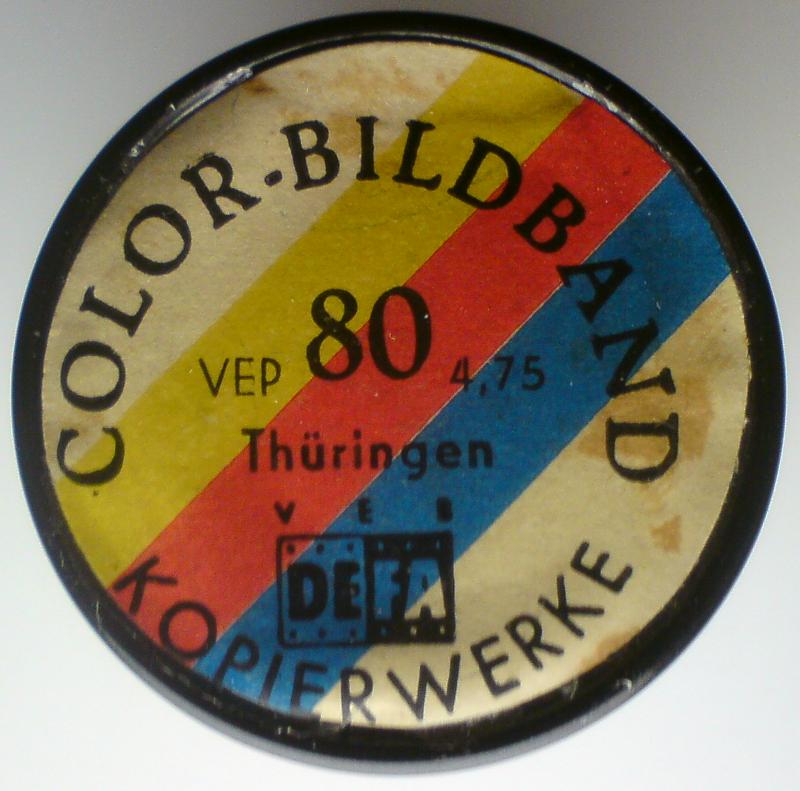 COLOR-BILDBAND
VEP 80 4,75
Thüringen
VEB
DEFA
KOPIERWERKE